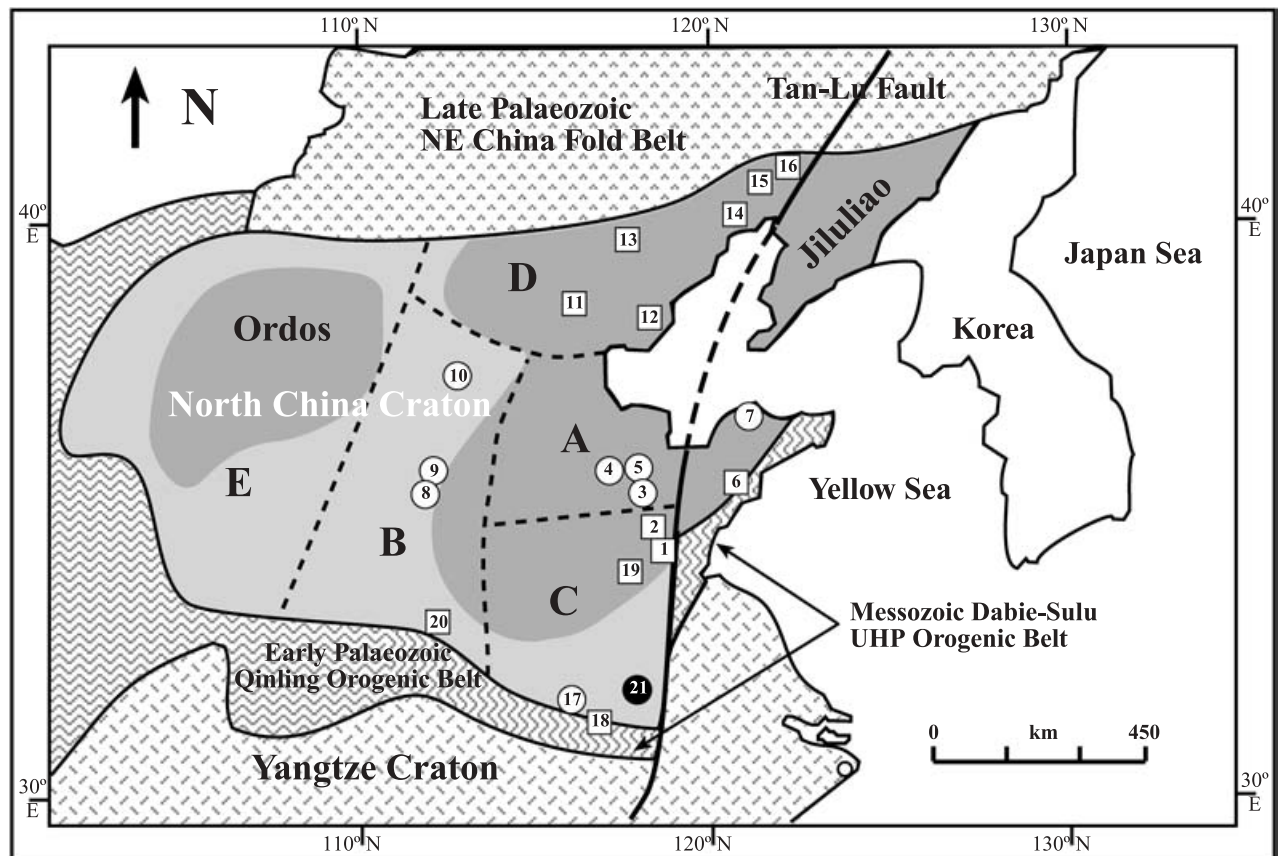 110º N
120º N
130º N
N
Late Palaeozoic
NE China Fold Belt
Tan-Lu Fault
16
15
14
13
12
11
D
Jiluliao
40º
E
40º
E
Japan Sea
Korea
Ordos
North China Craton
10
A
7
9
8
4
5
3
6
E
B
2
1
19
C
Yellow Sea
20
Early Palaeozoic
Qinling Orogenic Belt
Messozoic Dabie-Sulu
UHP Orogenic Belt
17
21
18
Yangtze Craton
0 km 450
30º
E
30º
E
110º N
120º N
130º N